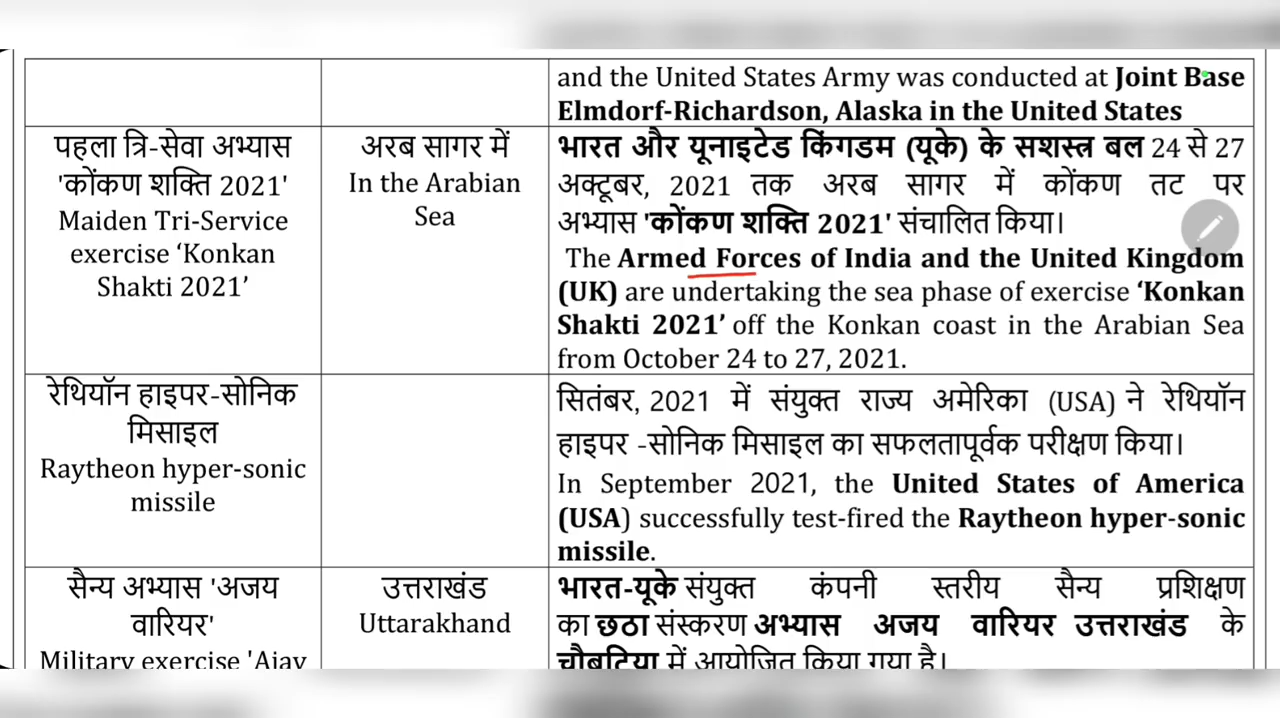 and the United States Army was conducted at Joint Base
Elmdorf-Richardson, Alaska in the United States
पहला त्रि-सेवा अभ्यास
'कोंकण शक्ति 2021'
Maiden Tri-Service
exercise ‘Konkan
Shakti 2021’
अरब सागर में
In the Arabian
Sea
भारत और यूनाइटेड किंगडम (यूके) के सशस्त्र बल 24 से 27
अक्टूबर, 2021 तक अरब सागर में कोंकण तट पर
अभ्यास 'कोंकण शक्ति 2021' संचालित किया।
The Armed Forces of India and the United Kingdom
(UK) are undertaking the sea phase of exercise ‘Konkan
Shakti 2021’ off the Konkan coast in the Arabian Sea
from October 24 to 27, 2021.
रेथियॉन हाइपर-सोनिक
मिसाइल
Raytheon hyper-sonic
missile
सितंबर, 2021 में संयुक्त राज्य अमेरिका (USA) ने रेथियॉन
हाइपर -सोनिक मिसाइल का सफलतापूर्वक परीक्षण किया।
In September 2021, the United States of America
(USA) successfully test-fired the Raytheon hyper-sonic
missile.
सैन्य अभ्यास 'अजय
वारियर'
Military exercise 'Ajay
उत्तराखंड
Uttarakhand
भारत-यूके संयुक्त कंपनी स्तरीय सैन्य प्रशिक्षण
का छठा संस्करण अभ्यास अजय वारियर उत्तराखंड के
चौबटिया में आयोजित किया गया है।